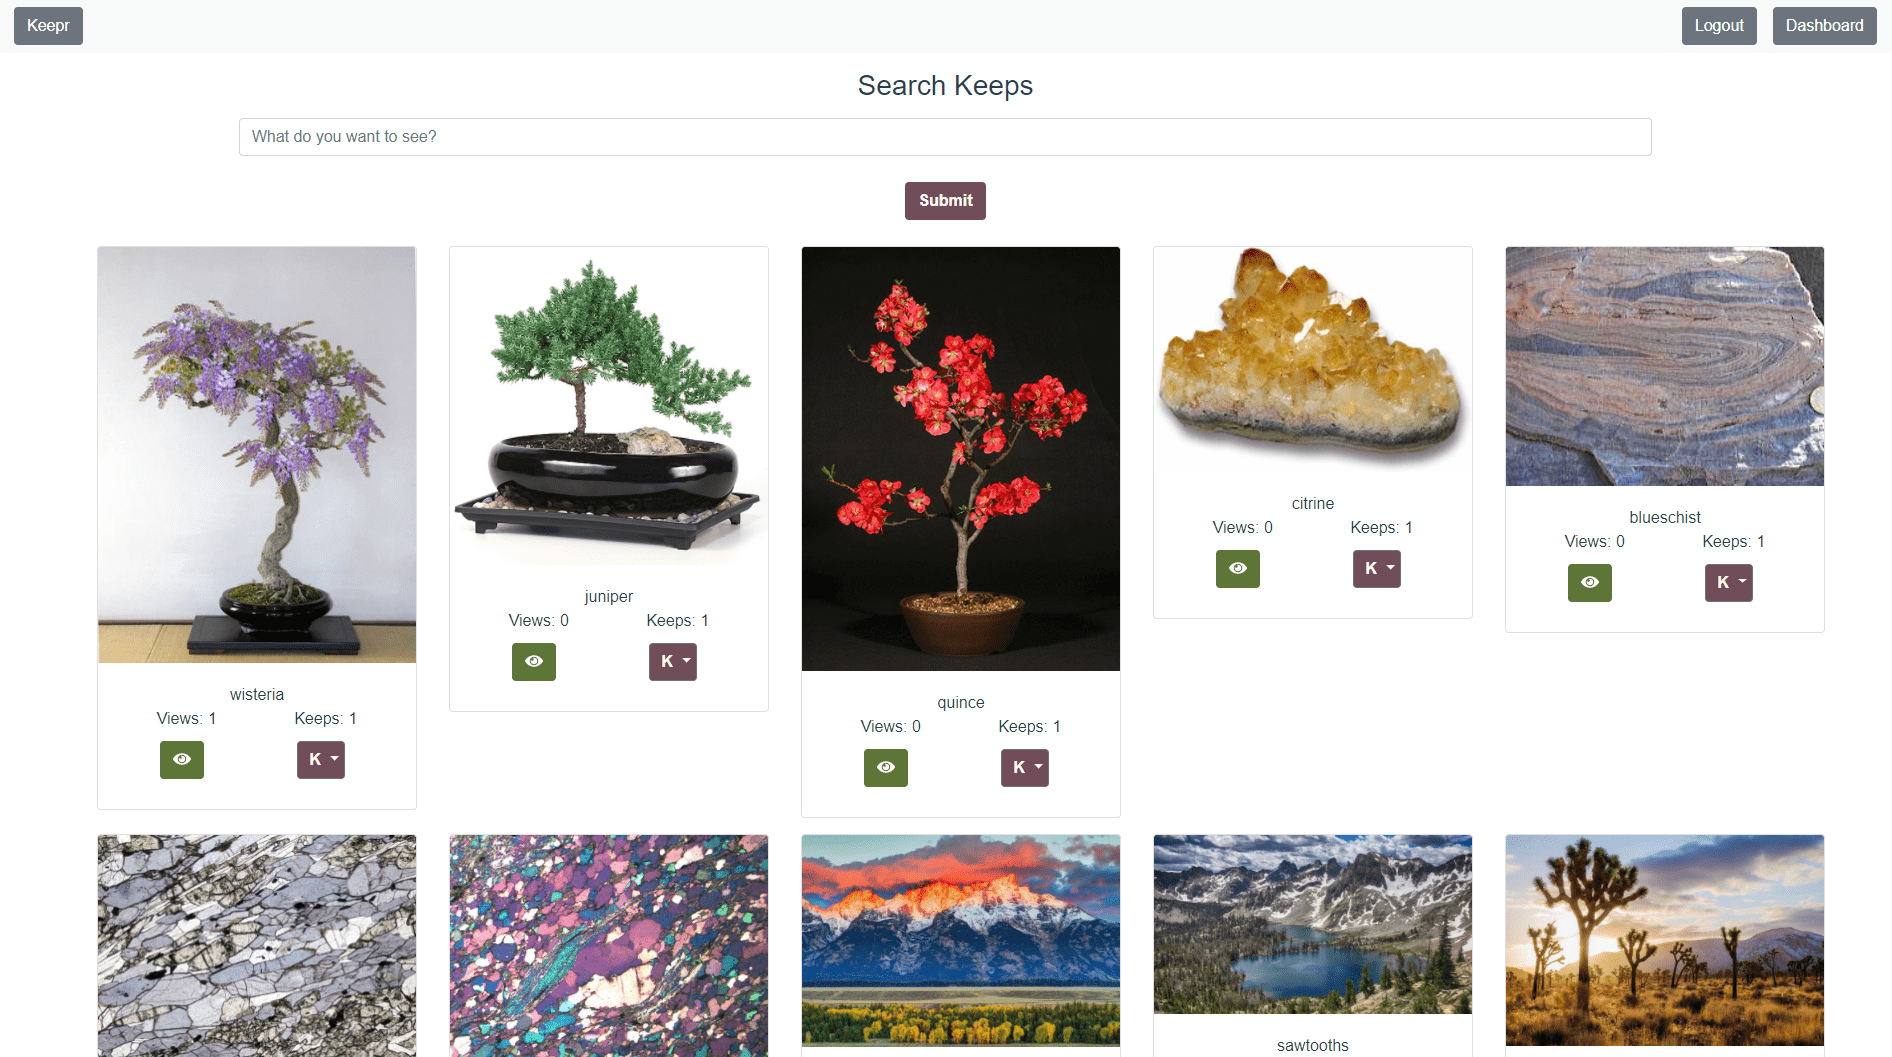 Keepr
Logout
Dashboard
Search Keeps
What do you want to see?
Submit
wisteria
Views: 1
Keeps: 1
K
juniper
Views: 0
Keeps: 1
K
quince
Views: 0
Keeps: 1
K
citrine
Views: 0
Keeps: 1
K
blueschist
Views: 0
Keeps: 1
K
sawtooths